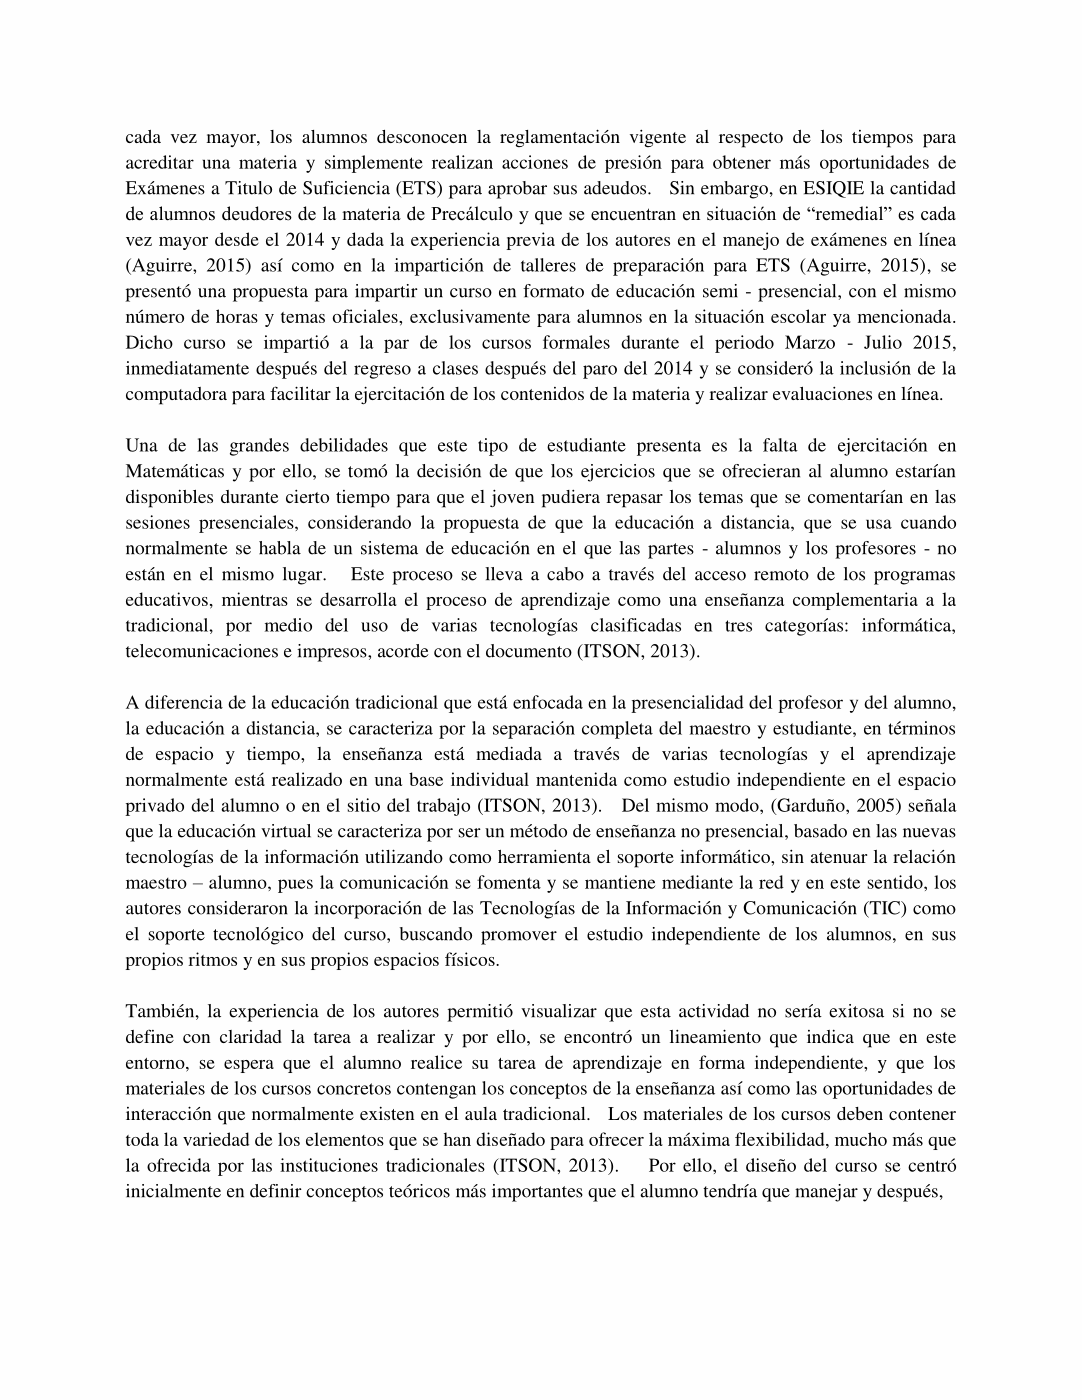 cada vez mayor, los alumnos desconocen la reglamentación vigente al respecto de los tiempos para
acreditar una materia y simplemente realizan acciones de presión para obtener más oportunidades de
Exámenes a Titulo de Suficiencia (ETS) para aprobar sus adeudos. Sin embargo, en ESIQIE la cantidad
de alumnos deudores de la materia de Precálculo y que se encuentran en situación de “remedial” es cada
vez mayor desde el 2014 y dada la experiencia previa de los autores en el manejo de exámenes en línea
(Aguirre, 2015) así como en la impartición de talleres de preparación para ETS (Aguirre, 2015), se
presentó una propuesta para impartir un curso en formato de educación semi - presencial, con el mismo
número de horas y temas oficiales, exclusivamente para alumnos en la situación escolar ya mencionada.
Dicho curso se impartió a la par de los cursos formales durante el periodo Marzo - Julio 2015,
inmediatamente después del regreso a clases después del paro del 2014 y se consideró la inclusión de la
computadora para facilitar la ejercitación de los contenidos de la materia y realizar evaluaciones en línea.
Una de las grandes debilidades que este tipo de estudiante presenta es la falta de ejercitación en
Matemáticas y por ello, se tomó la decisión de que los ejercicios que se ofrecieran al alumno estarían
disponibles durante cierto tiempo para que el joven pudiera repasar los temas que se comentarían en las
sesiones presenciales, considerando la propuesta de que la educación a distancia, que se usa cuando
normalmente se habla de un sistema de educación en el que las partes - alumnos y los profesores - no
están en el mismo lugar. Este proceso se lleva a cabo a través del acceso remoto de los programas
educativos, mientras se desarrolla el proceso de aprendizaje como una enseñanza complementaria a la
tradicional, por medio del uso de varias tecnologías clasificadas en tres categorías: informática,
telecomunicaciones e impresos, acorde con el documento (ITSON, 2013).
A diferencia de la educación tradicional que está enfocada en la presencialidad del profesor y del alumno,
la educación a distancia, se caracteriza por la separación completa del maestro y estudiante, en términos
de espacio y tiempo, la enseñanza está mediada a través de varias tecnologías y el aprendizaje
normalmente está realizado en una base individual mantenida como estudio independiente en el espacio
privado del alumno o en el sitio del trabajo (ITSON, 2013). Del mismo modo, (Garduño, 2005) señala
que la educación virtual se caracteriza por ser un método de enseñanza no presencial, basado en las nuevas
tecnologías de la información utilizando como herramienta el soporte informático, sin atenuar la relación
maestro – alumno, pues la comunicación se fomenta y se mantiene mediante la red y en este sentido, los
autores consideraron la incorporación de las Tecnologías de la Información y Comunicación (TIC) como
el soporte tecnológico del curso, buscando promover el estudio independiente de los alumnos, en sus
propios ritmos y en sus propios espacios físicos.
También, la experiencia de los autores permitió visualizar que esta actividad no sería exitosa si no se
define con claridad la tarea a realizar y por ello, se encontró un lineamiento que indica que en este
entorno, se espera que el alumno realice su tarea de aprendizaje en forma independiente, y que los
materiales de los cursos concretos contengan los conceptos de la enseñanza así como las oportunidades de
interacción que normalmente existen en el aula tradicional. Los materiales de los cursos deben contener
toda la variedad de los elementos que se han diseñado para ofrecer la máxima flexibilidad, mucho más que
la ofrecida por las instituciones tradicionales (ITSON, 2013). Por ello, el diseño del curso se centró
inicialmente en definir conceptos teóricos más importantes que el alumno tendría que manejar y después,